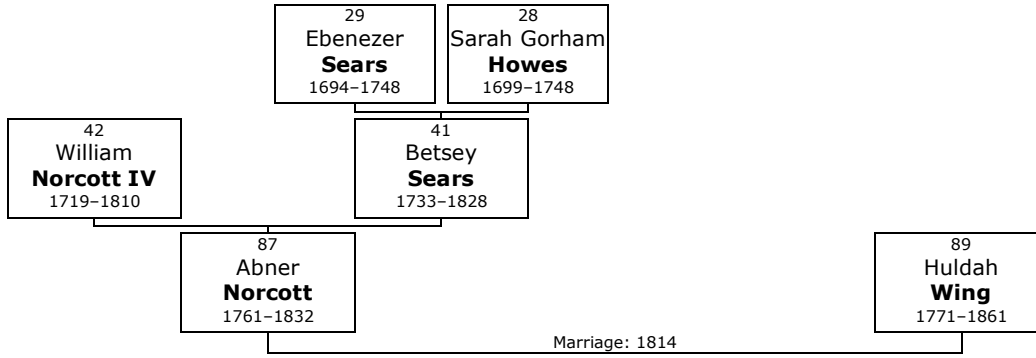 29
Ebenezer
Sears
1694–1748
28
Sarah Gorham
Howes
1699–1748
42
William
Norcott IV
1719–1810
41
Betsey
Sears
1733–1828
87
Abner
Norcott
1761–1832
89
Huldah
Wing
1771–1861
Marriage: 1814